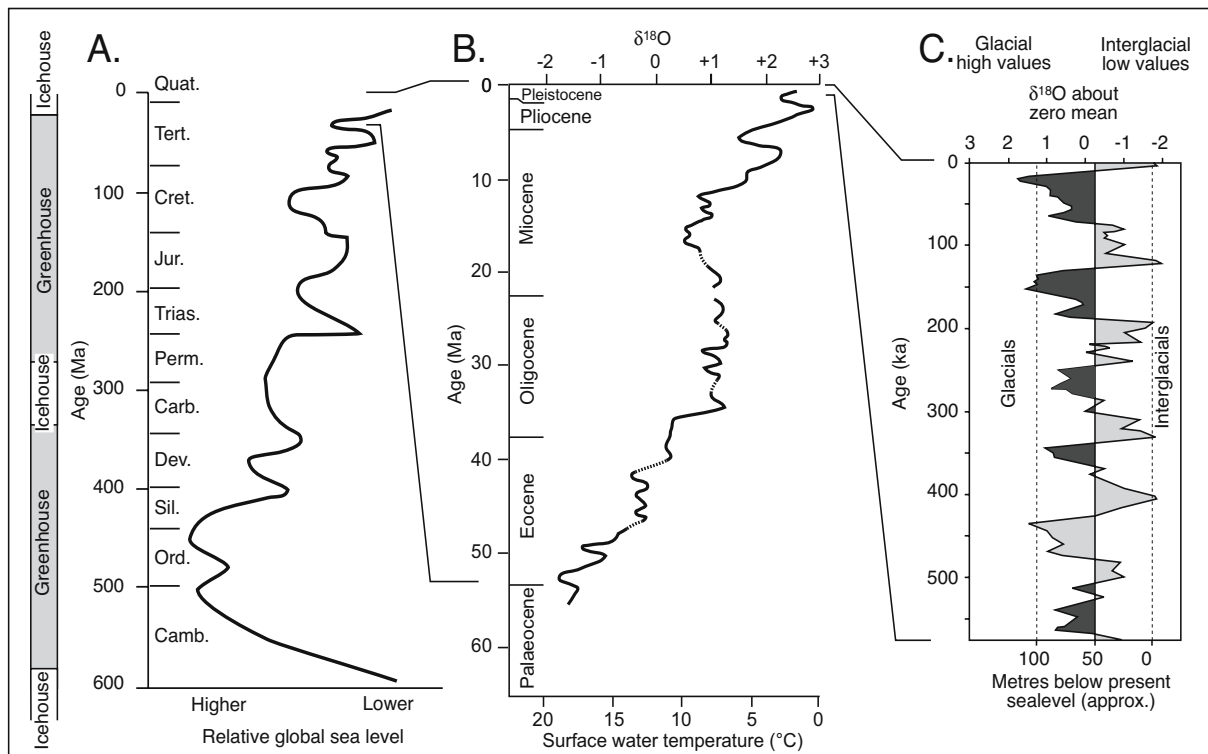 A.
Icehouse
Greenhouse
Icehouse
Greenhouse
Icehouse
Age (Ma)
0
100
200
300
400
500
600
Quat.
Tert.
Cret.
Jur.
Trias.
Perm.
Carb.
Dev.
Sil.
Ord.
Camb.
Higher
Lower
Relative global sea level
B.
δ18O
-2
-1
0
+1
+2
+3
Age (Ma)
0
10
20
30
40
50
60
Pleistocene
Pliocene
Miocene
Oligocene
Eocene
Palaeocene
20
15
10
5
0
Surface water temperature (°C)
C.
Glacial
high values
Interglacial
low values
δ18O about
zero mean
3
2
1
0
-1
-2
Age (ka)
0
100
200
300
400
500
Glacials
Interglacials
100
50
0
Metres below present
sealevel (approx.)